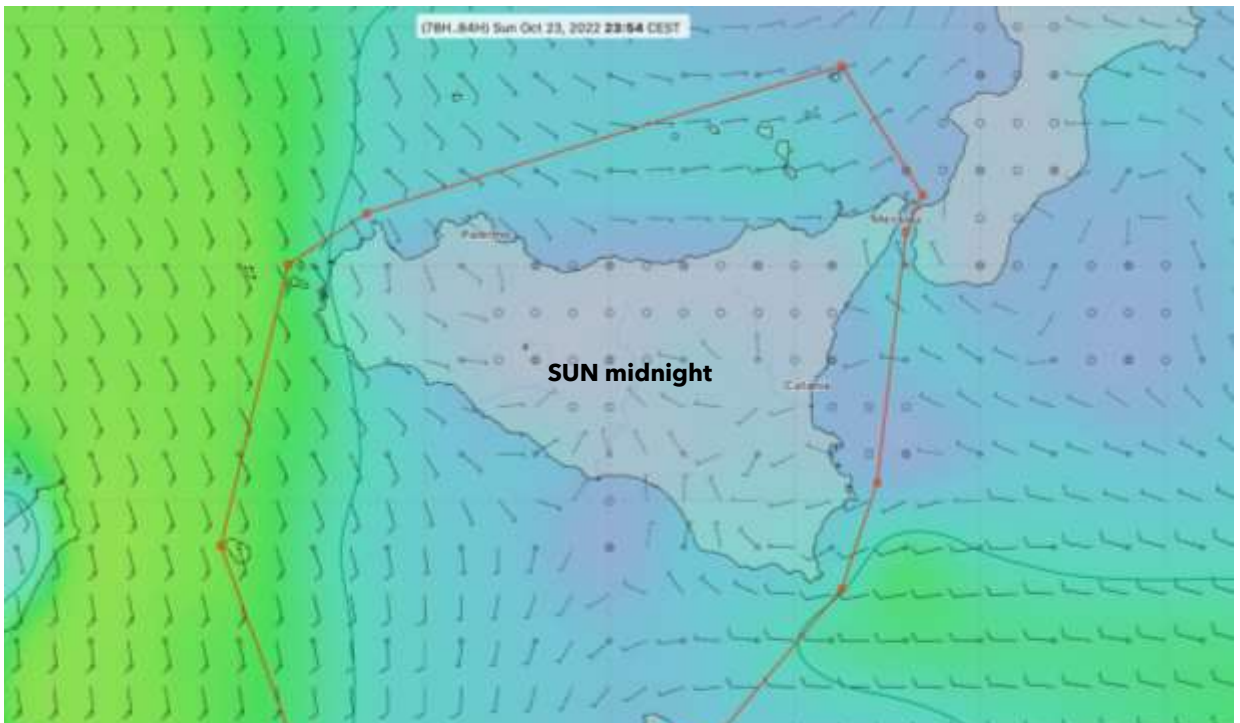 (78H..84H) Sun Oct 23, 2022 23:54 CEST
Palermo
Messina
SUN midnight
Catania